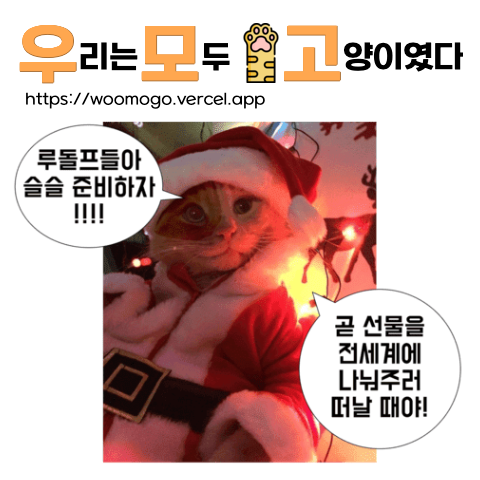 우리는 모두 고양이였다
https://woomogo.vercel.app
루돌프들아
슬슬 준비하자
!!!!
곧 선물을
전세계에
나눠주러
떠날 때야!